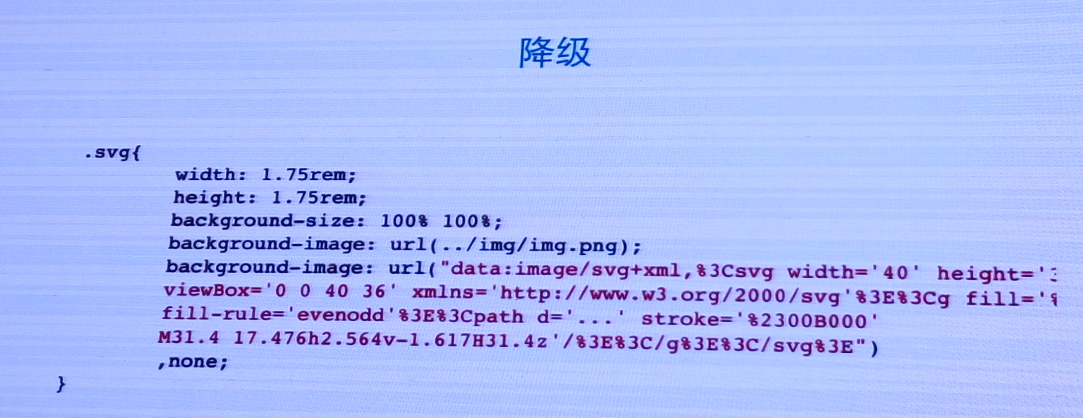 降级
.svg{
width: 1.75rem;
height: 1.75rem;
background-size: 100% 100%;
background-image: url(../img/img.png);
background-image: url("data:image/svg+xml,%3Csvg width='40' height='
viewBox='0 0 40 36' xmlns='http://www.w3.org/2000/svg'%3E%3Cg fill='
fill-rule='evenodd'%3E%3Cpath d='...' stroke='%2300B000'
M31.4 17.476h2.564v-1.617H31.4z'/%3E%3C/g%3E%3C/svg%3E")
,none;
}